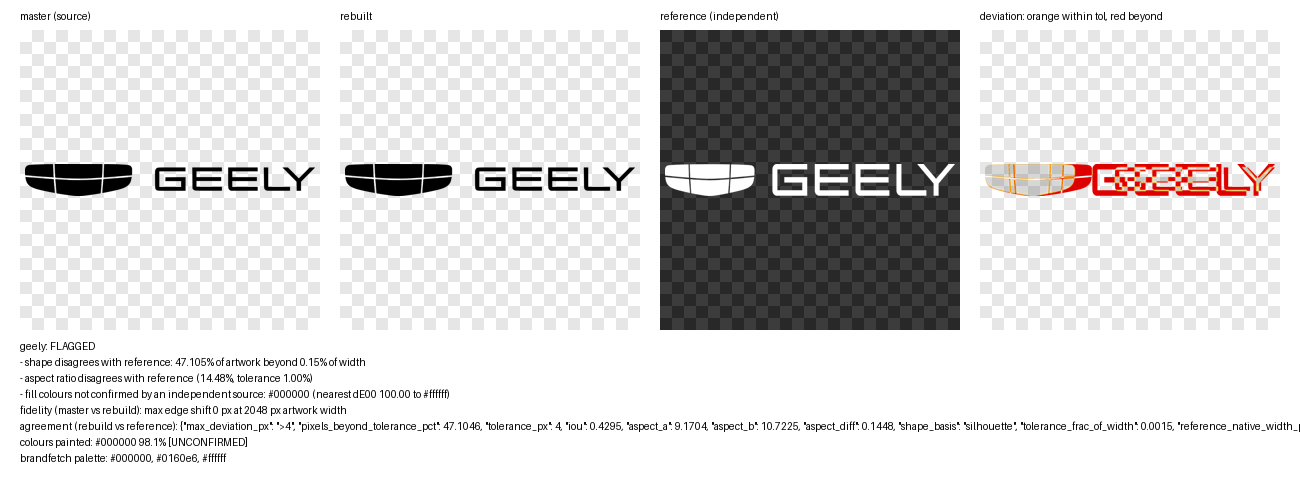 master (source)
rebuilt
reference (independent)
deviation: orange within tol, red beyond
GEELY
GEELY
GEELY
GEELY
geely: FLAGGED
- shape disagrees with reference: 47.105% of artwork beyond 0.15% of width
- aspect ratio disagrees with reference (14.48%, tolerance 1.00%)
- fill colours not confirmed by an independent source: #000000 (nearest dE00 100.00 to #ffffff)
fidelity (master vs rebuild): max edge shift 0 px at 2048 px artwork width
agreement (rebuild vs reference): {"max_deviation_px": ">4", "pixels_beyond_tolerance_pct": 47.1046, "tolerance_px": 4, "iou": 0.4295, "aspect_a": 9.1704, "aspect_b": 10.7225, "aspect_diff": 0.1448, "shape_basis": "silhouette", "tolerance_frac_of_width": 0.0015, "reference_native_width_p
colours painted: #000000 98.1% [UNCONFIRMED]
brandfetch palette: #000000, #0160e6, #ffffff